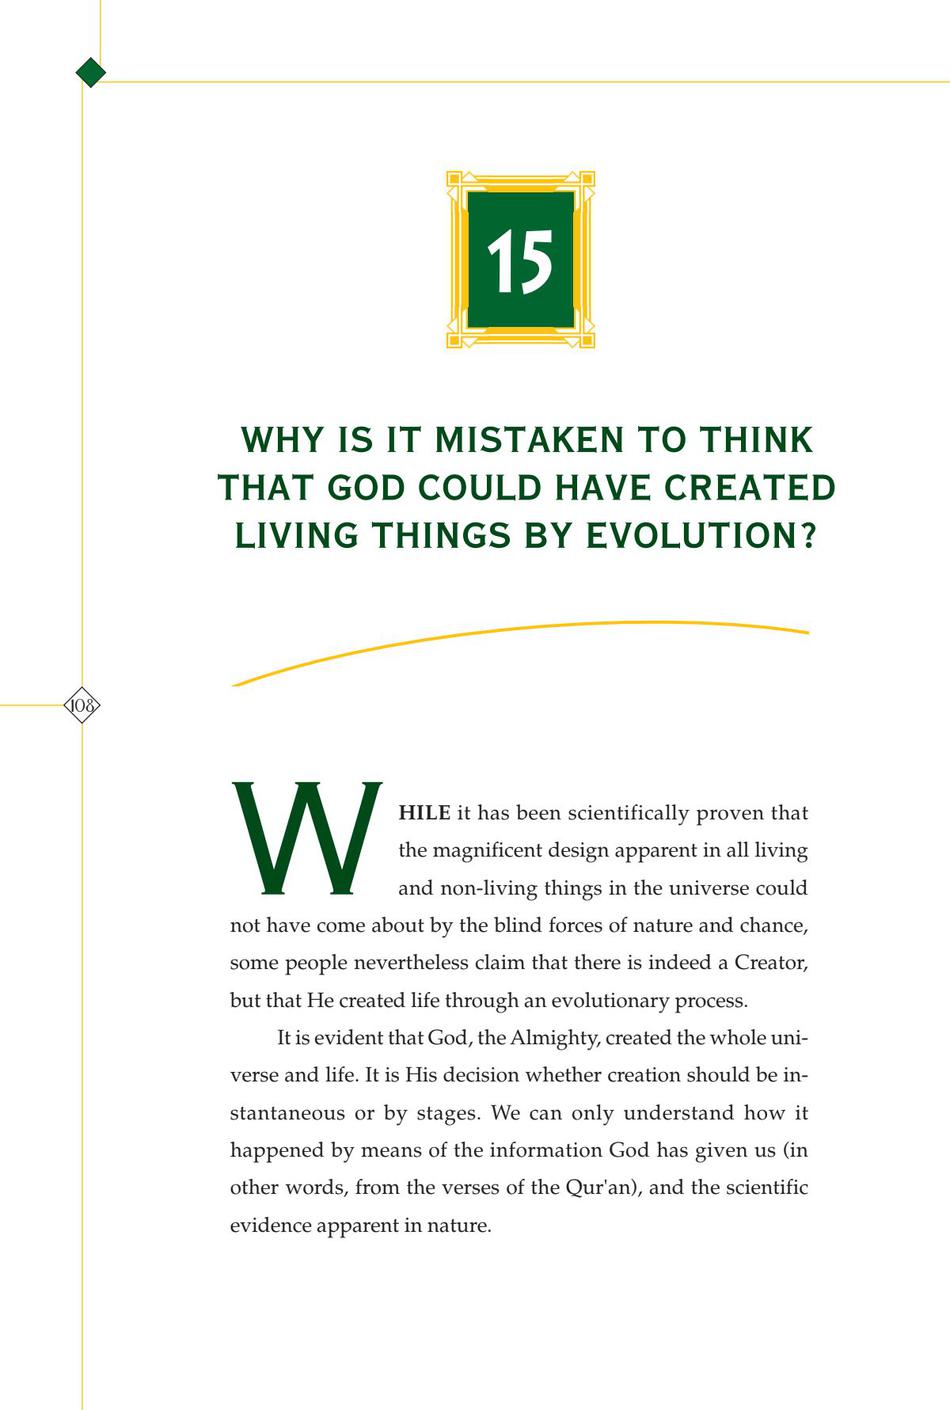 15
WHY IS IT MISTAKEN TO THINK
THAT GOD COULD HAVE CREATED
LIVING THINGS BY EVOLUTION?
108
WHILE it has been scientifically proven that
the magnificent design apparent in all living
and non-living things in the universe could
not have come about by the blind forces of nature and chance,
some people nevertheless claim that there is indeed a Creator,
but that He created life through an evolutionary process.
It is evident that God, the Almighty, created the whole uni-
verse and life. It is His decision whether creation should be in-
stantaneous or by stages. We can only understand how it
happened by means of the information God has given us (in
other words, from the verses of the Qur'an), and the scientific
evidence apparent in nature.